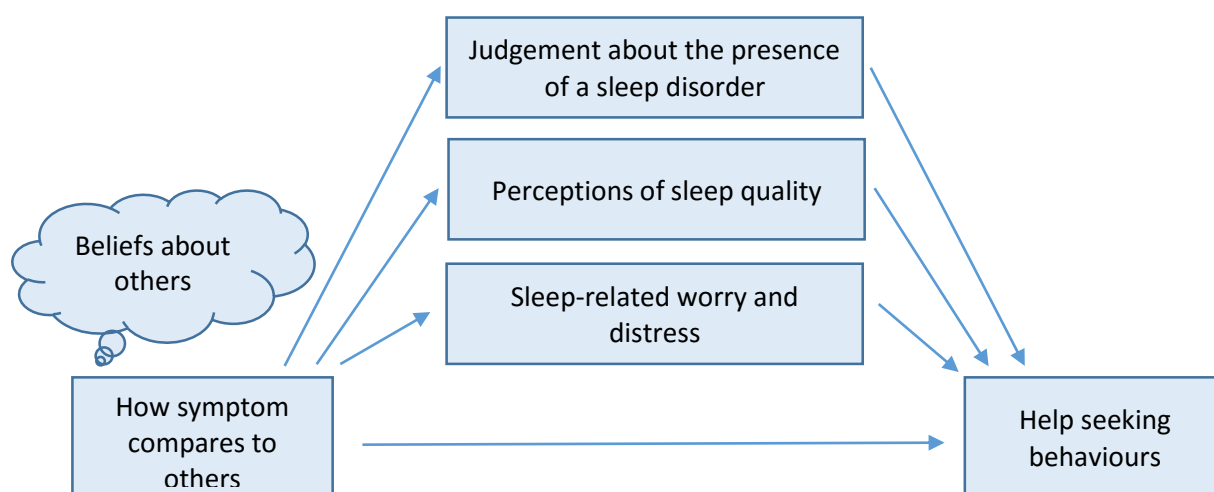 Judgement about the presence
of a sleep disorder
Perceptions of sleep quality
Beliefs about
others
Sleep-related worry and
distress
How symptom
compares to
others
Help seeking
behaviours